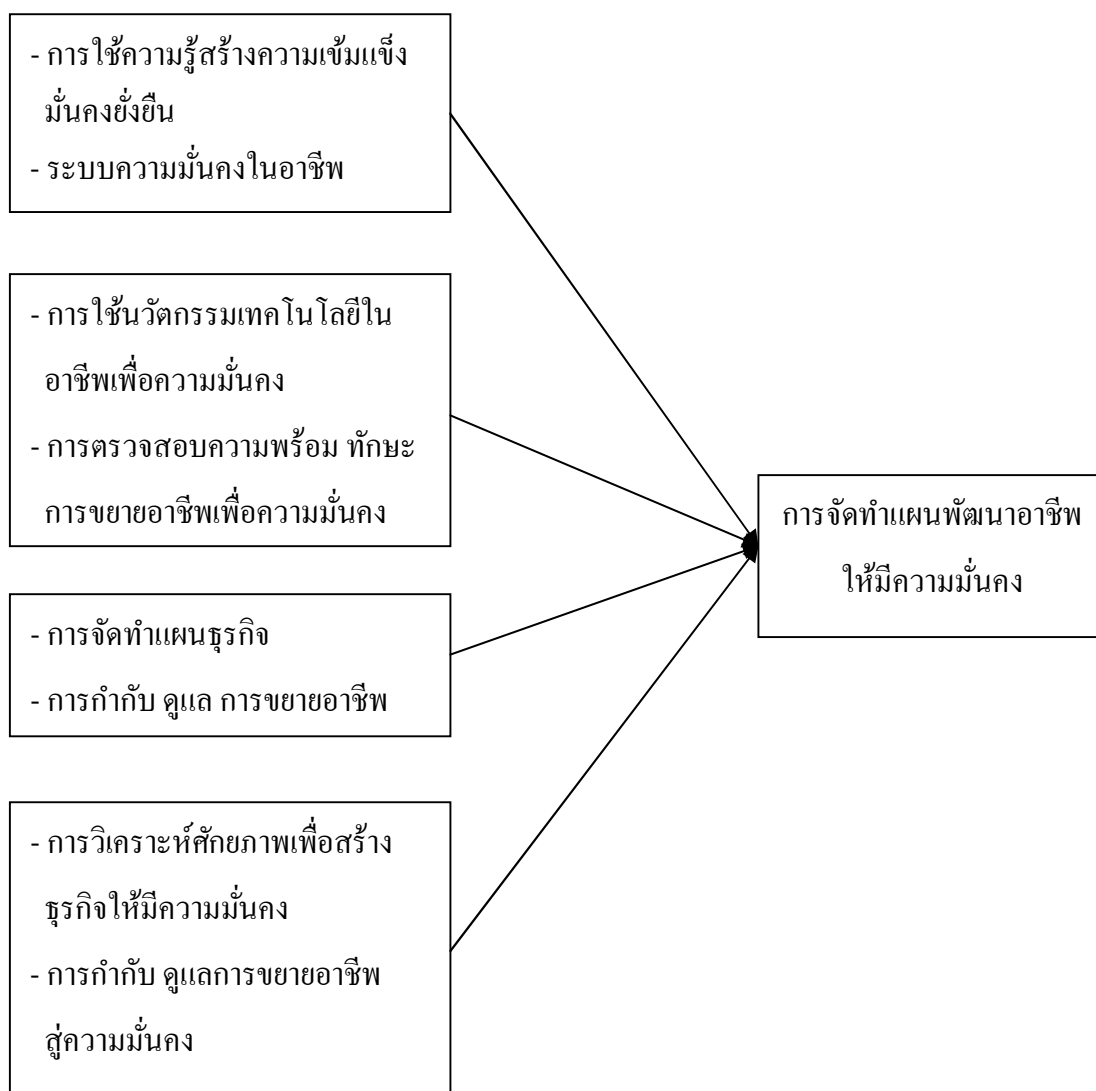 - การใช้ความรู้สร้างความเข้มแข็ง
มั่นคงยั่งยืน
- ระบบความมั่นคงในอาชีพ
- การใช้นวัตกรรมเทคโนโลยีใน
อาชีพเพื่อความมั่นคง
- การตรวจสอบความพร้อม ทักษะ
การขยายอาชีพเพื่อความมั่นคง
- การจัดทำแผนธุรกิจ
- การกำกับ ดูแล การขยายอาชีพ
- การวิเคราะห์ศักยภาพเพื่อสร้าง
ธุรกิจให้มีความมั่นคง
- การกำกับ ดูแลการขยายอาชีพ
สู่ความมั่นคง
การจัดทำแผนพัฒนาอาชีพ
ให้มีความมั่นคง